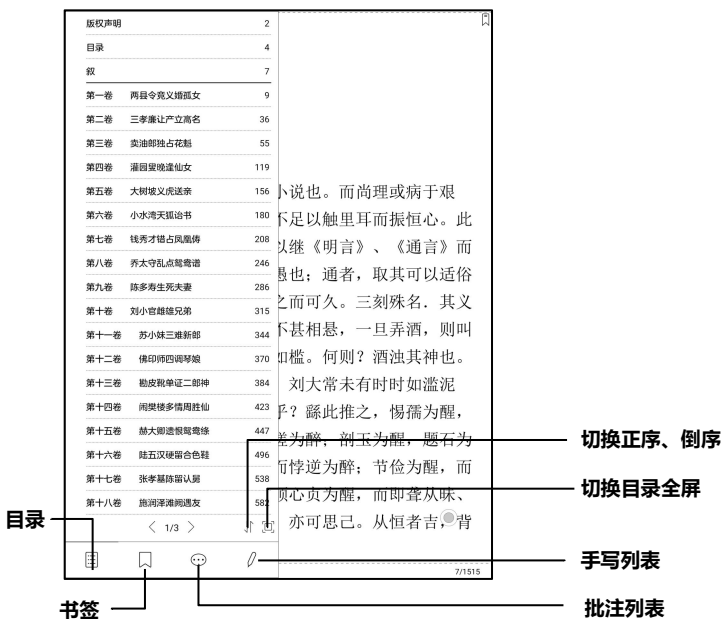 版权声明 2
目录 4
叙 7
第一卷 两县令竞义婚孤女 9
第二卷 三孝廉让产立高名 36
第三卷 卖油郎独占花魁 55
第四卷 灌园叟晚逢仙女 119
第五卷 大树坡义虎送亲 156
第六卷 小水湾天狐诒书 180
第七卷 钱秀才错占凤凰俦 208
第八卷 乔太守乱点鸳鸯谱 246
第九卷 陈多寿生死夫妻 286
第十卷 刘小官雌雄兄弟 315
第十一卷 苏小妹三难新郎 344
第十二卷 佛印师四调琴娘 370
第十三卷 勘皮靴单证二郎神 384
第十四卷 闹樊楼多情周胜仙 423
第十五卷 赫大卿遗恨鸳鸯绦 447
第十六卷 陆五汉硬留合色鞋 496
第十七卷 张孝基陈留认舅 538
第十八卷 施润泽滩阙遇友 582
1/3
小说也。而尚理或病于艰
不足以触里耳而振恒心。此
以继《明言》、《通言》而
愚也；通者，取其可以适俗
之而可久。三刻殊名．其义
不甚相悬，一旦弄酒，则叫
如槛。何则？酒浊其神也。
刘大常未有时时如滥泥
乎？繇此推之，惕孺为醒，
为醉；剖玉为醒，题石为
而悖逆为醉；节俭为醒，而
顽心贞为醒，而即聋从昧、
亦可思己。从恒者吉，背
7/1515
切换正序、倒序
切换目录全屏
目录
手写列表
书签
批注列表